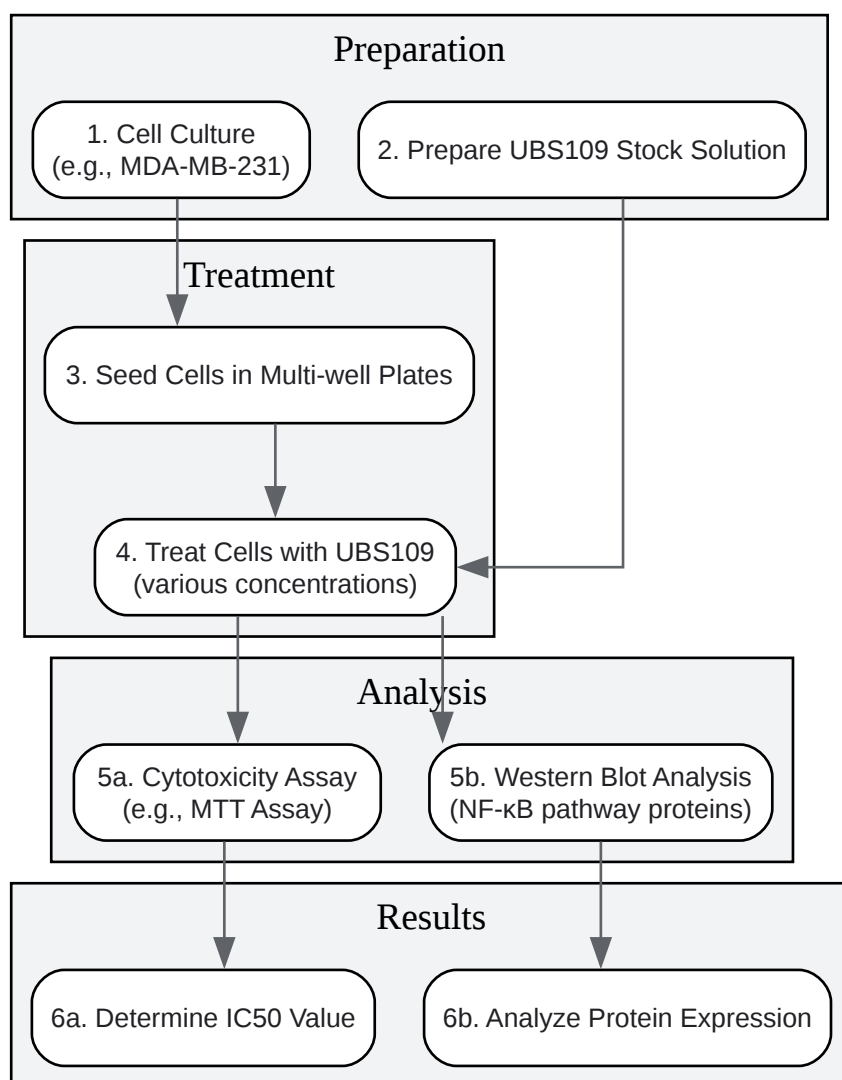 Preparation
1. Cell Culture
(e.g., MDA-MB-231)
2. Prepare UBS109 Stock Solution
Treatment
3. Seed Cells in Multi-well Plates
4. Treat Cells with UBS109
(various concentrations)
Analysis
5a. Cytotoxicity Assay
(e.g., MTT Assay)
5b. Western Blot Analysis
(NF-κB pathway proteins)
Results
6a. Determine IC50 Value
6b. Analyze Protein Expression